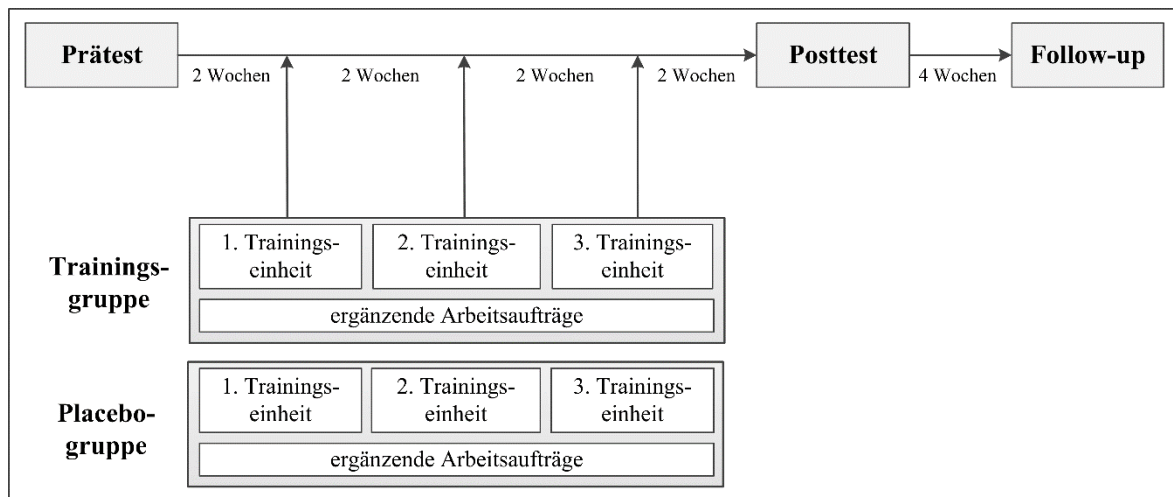 Prätest
Posttest
Follow-up
2 Wochen
2 Wochen
2 Wochen
2 Wochen
4 Wochen
Trainings-
gruppe
1. Trainings-
einheit
2. Trainings-
einheit
3. Trainings-
einheit
ergänzende Arbeitsaufträge
Placebo-
gruppe
1. Trainings-
einheit
2. Trainings-
einheit
3. Trainings-
einheit
ergänzende Arbeitsaufträge